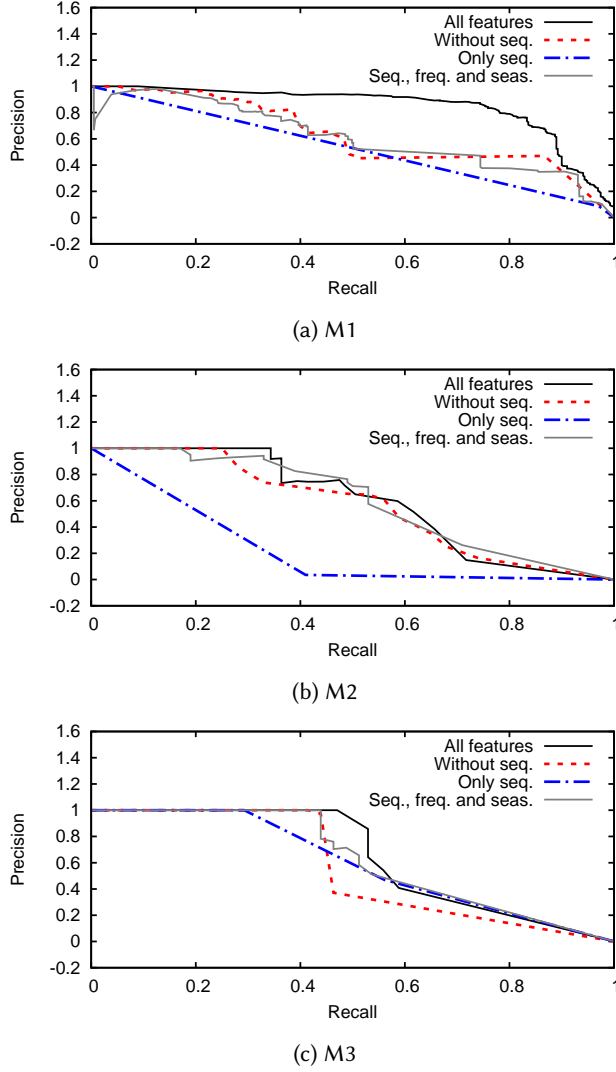 1.6
1.4
1.2
1
0.8
0.6
0.4
0.2
0
-0.2
Precision
All features
Without seq.
Only seq.
Seq., freq. and seas.
0 0.2 0.4 0.6 0.8 1
Recall
(a) M1
1.6
1.4
1.2
1
0.8
0.6
0.4
0.2
0
-0.2
Precision
All features
Without seq.
Only seq.
Seq., freq. and seas.
0 0.2 0.4 0.6 0.8 1
Recall
(b) M2
1.6
1.4
1.2
1
0.8
0.6
0.4
0.2
0
-0.2
Precision
All features
Without seq.
Only seq.
Seq., freq. and seas.
0 0.2 0.4 0.6 0.8 1
Recall
(c) M3